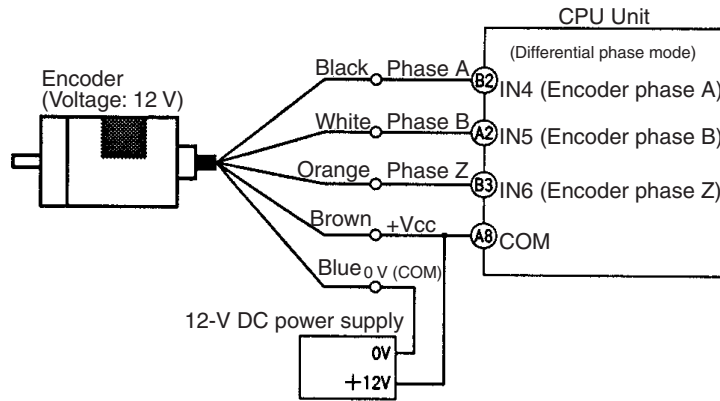 CPU Unit
(Differential phase mode)
Encoder
(Voltage: 12 V)
Black Phase A B2 IN4 (Encoder phase A)
White Phase B A2 IN5 (Encoder phase B)
Orange Phase Z B3 IN6 (Encoder phase Z)
Brown +Vcc A8 COM
Blue 0 V (COM)
12-V DC power supply
0V
+12V